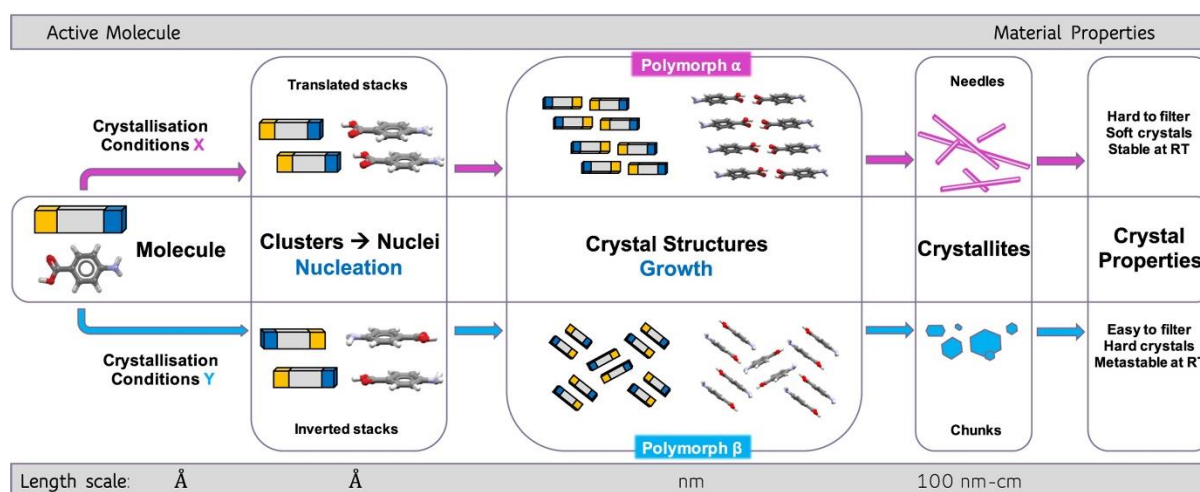 Active Molecule
Material Properties
Translated stacks
Polymorph α
Needles
Crystallisation
Conditions X
Hard to filter
Soft crystals
Stable at RT
Molecule
Clusters → Nuclei
Nucleation
Crystal Structures
Growth
Crystallites
Crystal
Properties
Crystallisation
Conditions Y
Inverted stacks
Polymorph β
Chunks
Easy to filter
Hard crystals
Metastable at RT
Length scale: Å Å nm 100 nm-cm